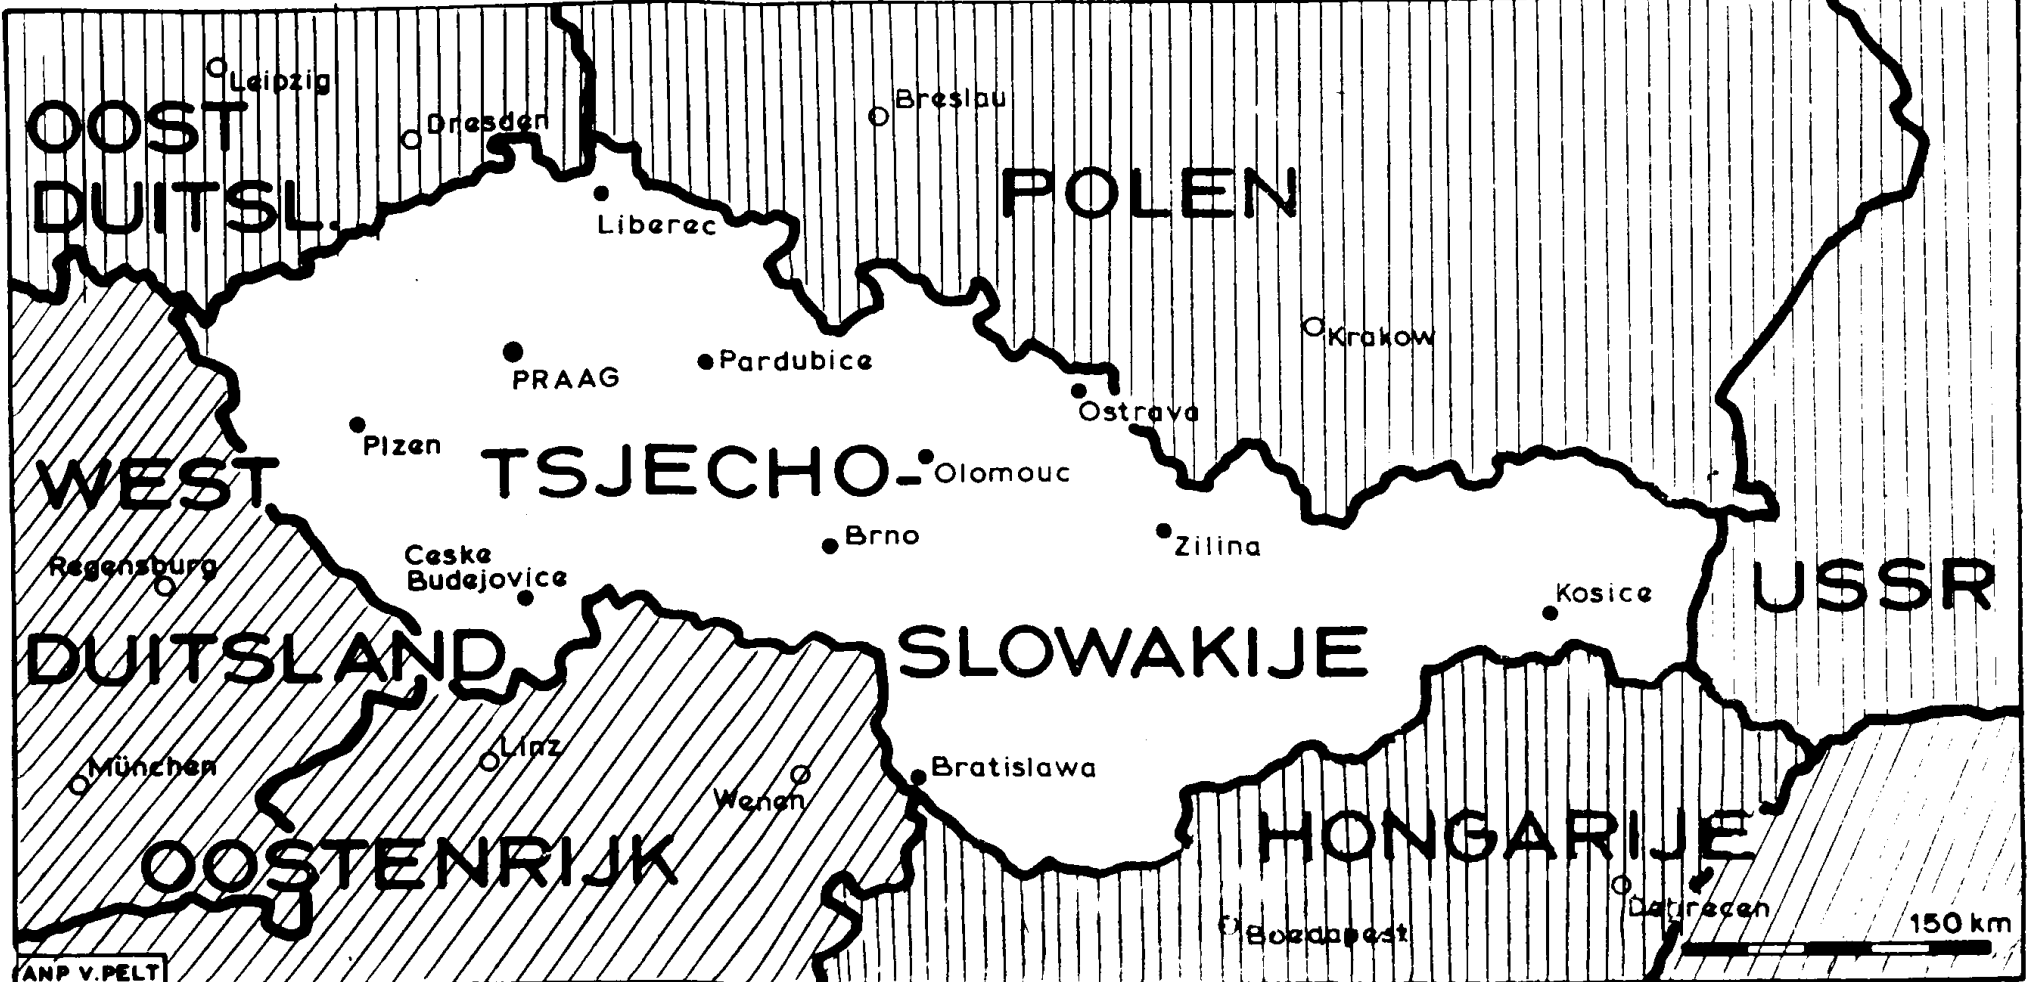 Leipzig
OOST
Dresden
Breslau
DUITSL.
POLEN
Liberec
Krakow
PRAAG
Pardubice
Ostrava
Plzen
WEST
TSJECHO-
Olomouc
Brno
Zilina
Ceske
Budejovice
Regensburg
USSR
Kosice
DUITSLAND
SLOWAKIJE
Linz
München
Wenen
Bratislawa
OOSTENRIJK
HONGARIJE
Debrecen
Boedapest
150 km
ANP V.PELT